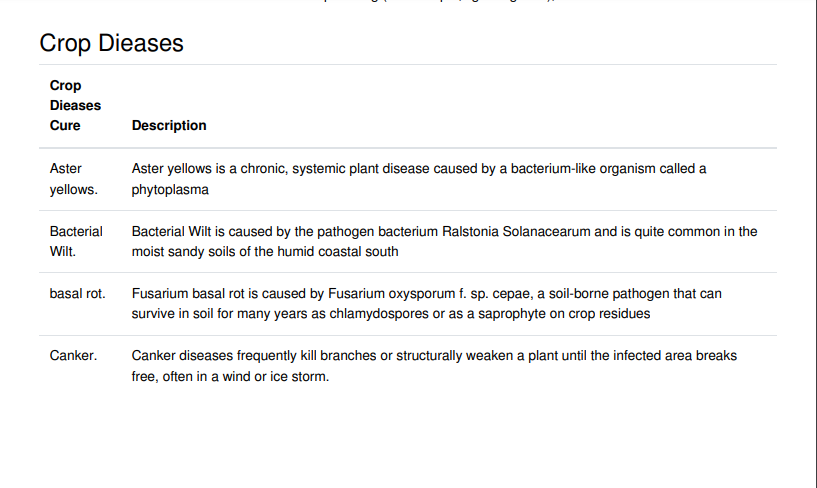 Crop Dieases
Crop
Dieases
Cure
Description
Aster
yellows.
Aster yellows is a chronic, systemic plant disease caused by a bacterium-like organism called a
phytoplasma
Bacterial
Wilt.
Bacterial Wilt is caused by the pathogen bacterium Ralstonia Solanacearum and is quite common in the
moist sandy soils of the humid coastal south
basal rot.
Fusarium basal rot is caused by Fusarium oxysporum f. sp. cepae, a soil-borne pathogen that can
survive in soil for many years as chlamydospores or as a saprophyte on crop residues
Canker.
Canker diseases frequently kill branches or structurally weaken a plant until the infected area breaks
free, often in a wind or ice storm.